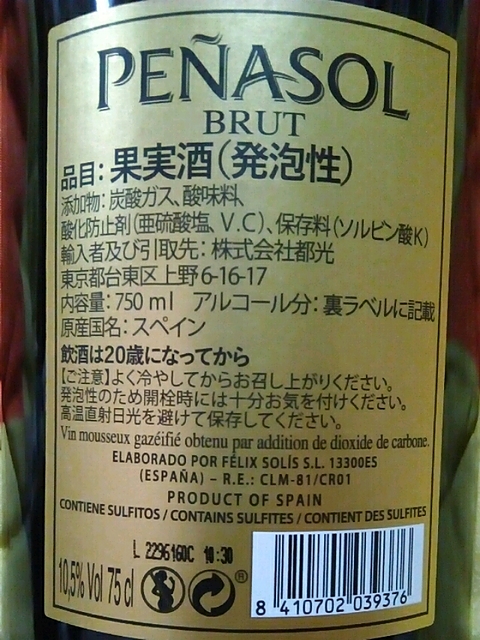 PEÑASOL
BRUT
品目：果実酒（発泡性）
添加物：炭酸ガス、酸味料、
酸化防止剤（亜硫酸塩、V.C）、保存料（ソルビン酸K）
輸入者及び引取先：株式会社都光
東京都台東区上野6-16-17
内容量：750ml アルコール分：裏ラベルに記載
原産国名：スペイン
飲酒は20歳になってから
【ご注意】よく冷やしてからお召し上がりください。
発泡性のため開栓時には十分お気を付けください。
高温直射日光を避けて保存してください。
Vin mousseux gazéifié obtenu par addition de dioxide de carbone.
ELABORADO POR FÉLIX SOLÍS S.L. 13300ES
(ESPAÑA) – R.E.: CLM-81/CR01
PRODUCT OF SPAIN
CONTIENE SULFITOS / CONTAINS SULFITES / CONTIENT DES SULFITES
L 2296160C 10:30
10,5% Vol 75 cl
®
8 410702 039376